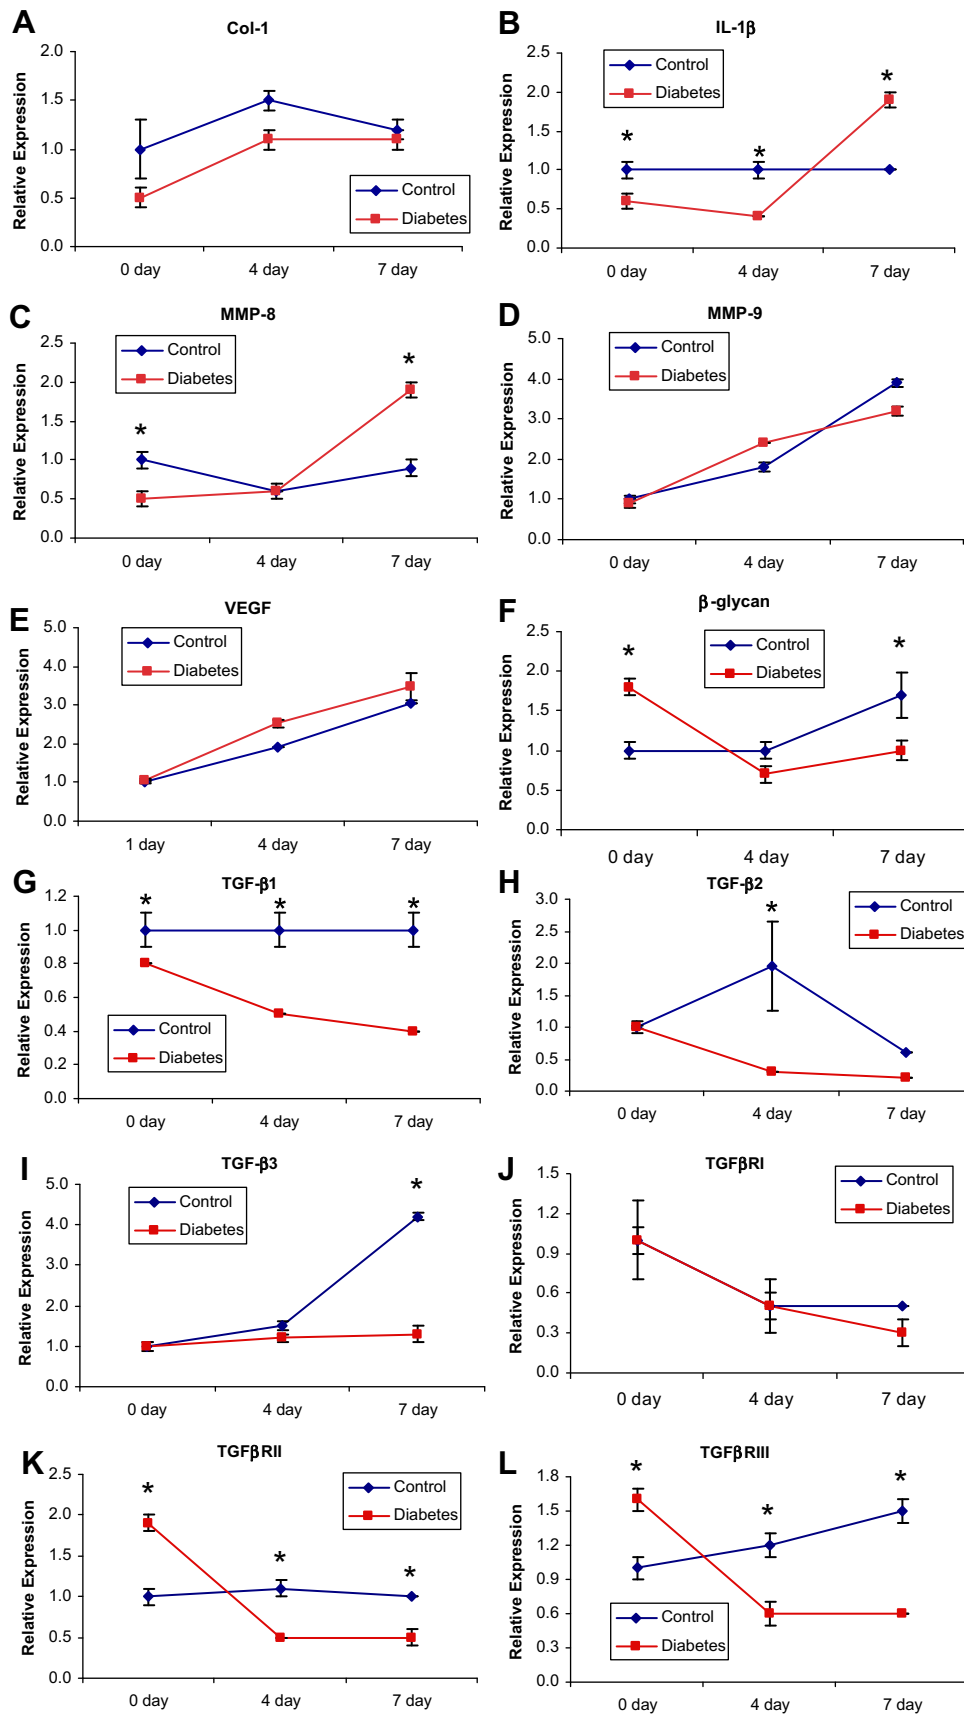 A
Col-1
Relative Expression
2.0
1.5
1.0
0.5
0.0
Control
Diabetes
0 day
4 day
7 day
B
IL-1β
Relative Expression
2.5
2.0
1.5
1.0
0.5
0.0
Control
Diabetes
*
*
*
0 day
4 day
7 day
C
MMP-8
Relative Expression
2.5
2.0
1.5
1.0
0.5
0.0
Control
Diabetes
*
*
0 day
4 day
7 day
D
MMP-9
Relative Expression
5.0
4.0
3.0
2.0
1.0
0.0
Control
Diabetes
0 day
4 day
7 day
E
VEGF
Relative Expression
5.0
4.0
3.0
2.0
1.0
0.0
Control
Diabetes
1 day
4 day
7 day
F
β-glycan
Relative Expression
2.5
2.0
1.5
1.0
0.5
0.0
Control
Diabetes
*
*
0 day
4 day
7 day
G
TGF-β1
Relative Expression
1.2
1.0
0.8
0.6
0.4
0.2
0.0
Control
Diabetes
*
*
*
0 day
4 day
7 day
H
TGF-β2
Relative Expression
3.0
2.5
2.0
1.5
1.0
0.5
0.0
Control
Diabetes
*
0 day
4 day
7 day
I
TGF-β3
Relative Expression
5.0
4.0
3.0
2.0
1.0
0.0
Control
Diabetes
*
0 day
4 day
7 day
J
TGFβRI
Relative Expression
1.5
1.2
0.9
0.6
0.3
0.0
Control
Diabetes
0 day
4 day
7 day
K
TGFβRII
Relative Expression
2.5
2.0
1.5
1.0
0.5
0.0
Control
Diabetes
*
*
*
0 day
4 day
7 day
L
TGFβRIII
Relative Expression
1.8
1.5
1.2
0.9
0.6
0.3
0.0
Control
Diabetes
*
*
*
0 day
4 day
7 day